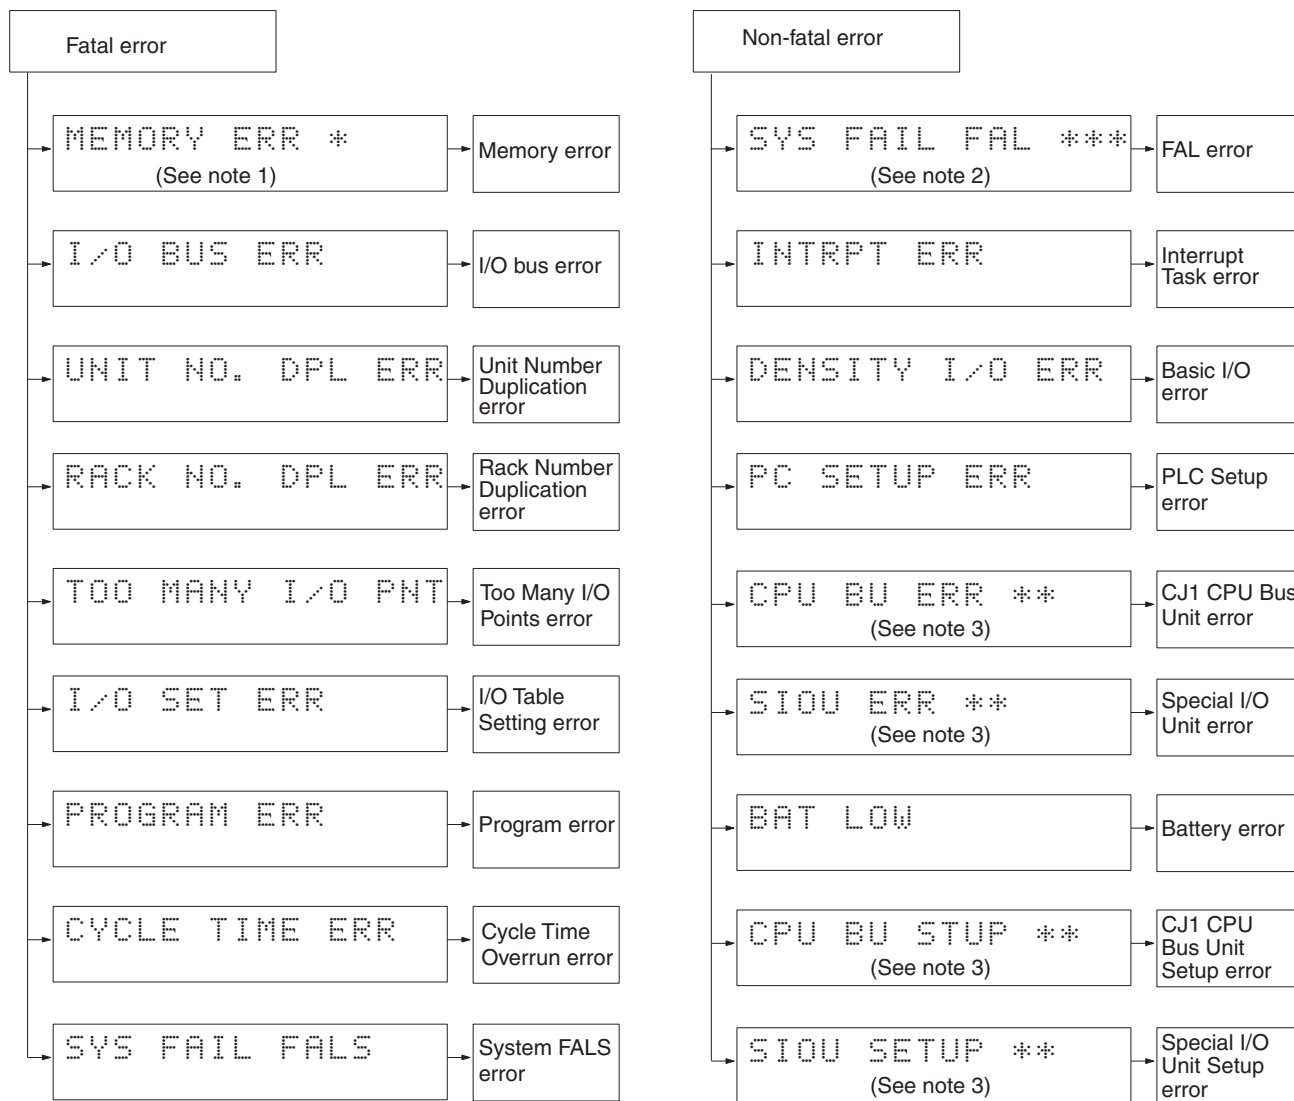 Fatal error
MEMORY ERR *
(See note 1)
Memory error
I/O BUS ERR
I/O bus error
UNIT NO. DPL ERR
Unit Number
Duplication
error
RACK NO. DPL ERR
Rack Number
Duplication
error
TOO MANY I/O PNT
Too Many I/O
Points error
I/O SET ERR
I/O Table
Setting error
PROGRAM ERR
Program error
CYCLE TIME ERR
Cycle Time
Overrun error
SYS FAIL FALS
System FALS
error
Non-fatal error
SYS FAIL FAL ***
(See note 2)
FAL error
INTRPT ERR
Interrupt
Task error
DENSITY I/O ERR
Basic I/O
error
PC SETUP ERR
PLC Setup
error
CPU BU ERR **
(See note 3)
CJ1 CPU Bus
Unit error
SIOU ERR **
(See note 3)
Special I/O
Unit error
BAT LOW
Battery error
CPU BU STUP **
(See note 3)
CJ1 CPU
Bus Unit
Setup error
SIOU SETUP **
(See note 3)
Special I/O
Unit Setup
error